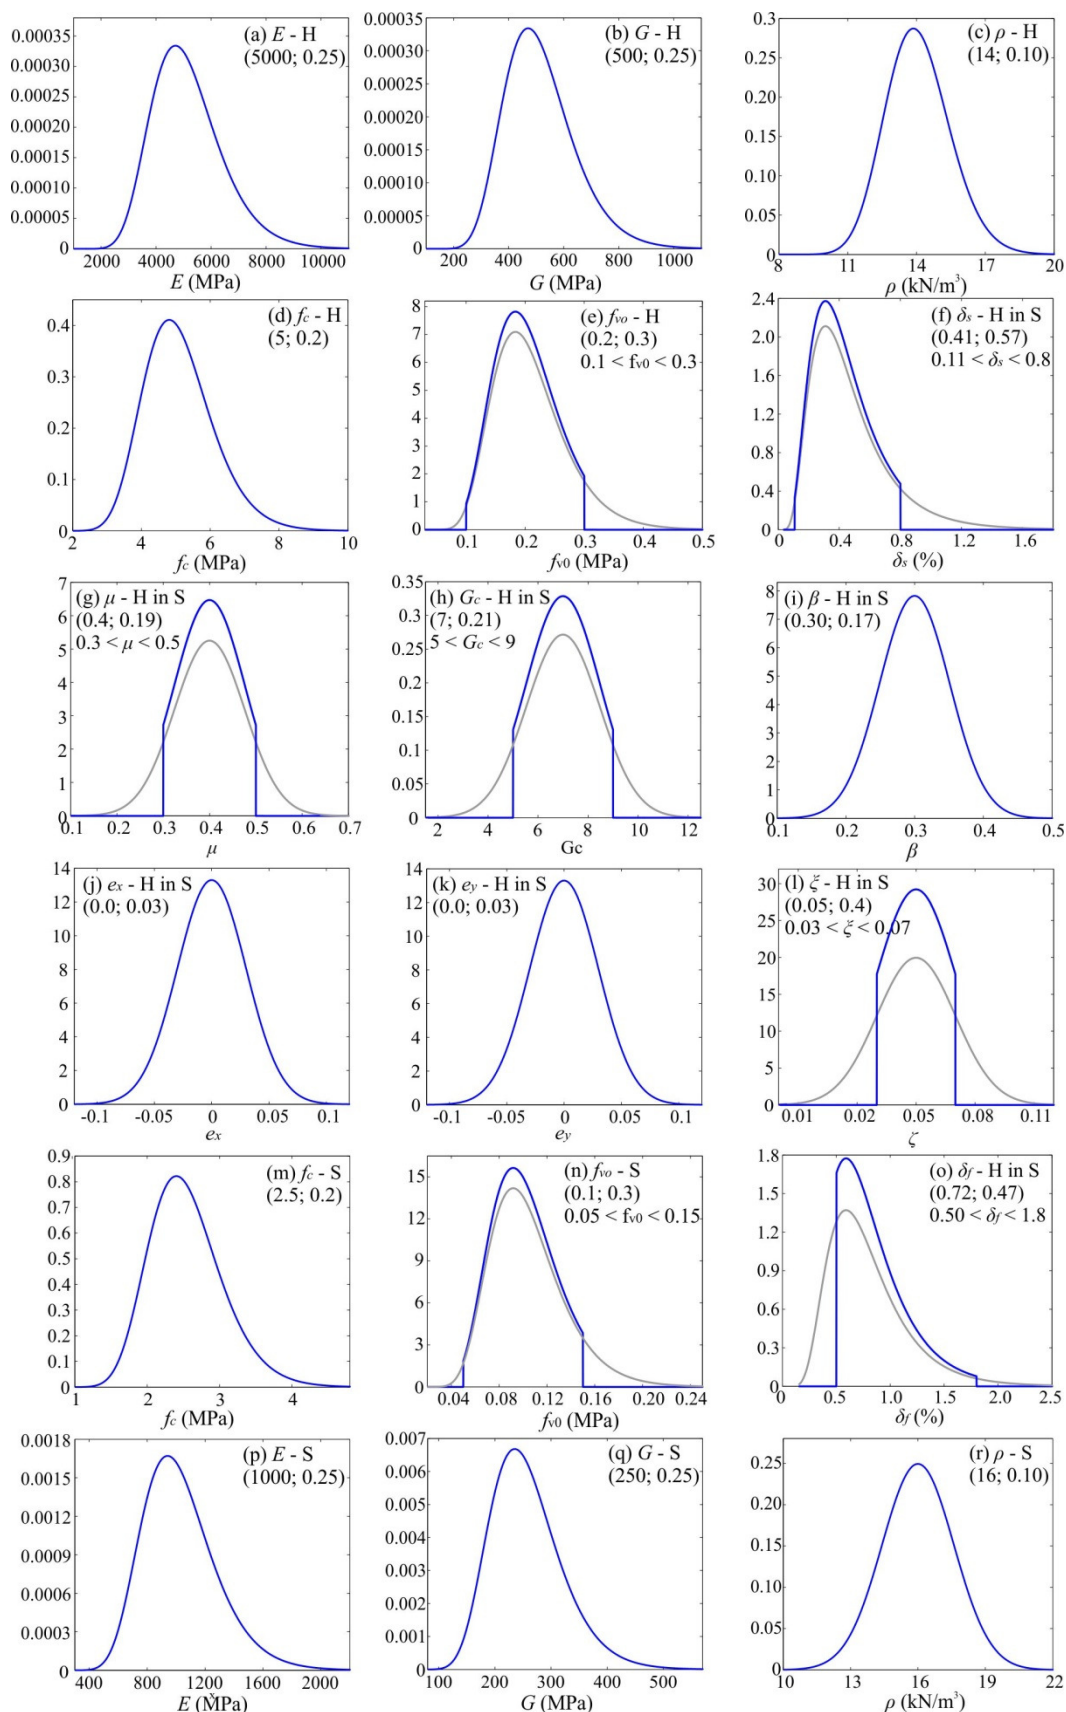 0.00035
0.00030
0.00025
0.00020
0.00015
0.00010
0.00005
0
2000 4000 6000 8000 10000
E (MPa)
(a) E - H
(5000; 0.25)
0.00035
0.00030
0.00025
0.00020
0.00015
0.00010
0.00005
0
200 400 600 800 1000
G (MPa)
(b) G - H
(500; 0.25)
0.3
0.25
0.20
0.15
0.10
0.05
0
8 11 14 17 20
ρ (kN/m³)
(c) ρ - H
(14; 0.10)
0.4
0.3
0.2
0.1
0
2 4 6 8 10
fc (MPa)
(d) fc - H
(5; 0.2)
8
7
6
5
4
3
2
1
0
0.1 0.2 0.3 0.4 0.5
fv0 (MPa)
(e) fvo - H
(0.2; 0.3)
0.1 < fv0 < 0.3
2.4
2.0
1.6
1.2
0.8
0.4
0
0 0.4 0.8 1.2 1.6
δs (%)
(f) δs - H in S
(0.41; 0.57)
0.11 < δs < 0.8
7
6
5
4
3
2
1
0
0.1 0.2 0.3 0.4 0.5 0.6 0.7
μ
(g) μ - H in S
(0.4; 0.19)
0.3 < μ < 0.5
0.35
0.30
0.25
0.20
0.15
0.1
0.05
0
2 4 6 8 10 12
Gc
(h) Gc - H in S
(7; 0.21)
5 < Gc < 9
8
7
6
5
4
3
2
1
0
0.1 0.2 0.3 0.4 0.5
β
(i) β - H in S
(0.30; 0.17)
14
12
10
8
6
4
2
0
-0.1 -0.05 0 0.05 0.1
ex
(j) ex - H in S
(0.0; 0.03)
14
12
10
8
6
4
2
0
-0.1 -0.05 0 0.05 0.1
ey
(k) ey - H in S
(0.0; 0.03)
30
25
20
15
10
5
0
0.01 0.02 0.05 0.08 0.11
ζ
(l) ξ - H in S
(0.05; 0.4)
0.03 < ξ < 0.07
0.9
0.8
0.7
0.6
0.5
0.4
0.3
0.2
0.1
0
1 2 3 4
fc (MPa)
(m) fc - S
(2.5; 0.2)
15
12
9
6
3
0
0.04 0.08 0.12 0.16 0.20 0.24
fv0 (MPa)
(n) fvo - S
(0.1; 0.3)
0.05 < fv0 < 0.15
1.8
1.5
1.2
0.9
0.6
0.3
0
0 0.5 1.0 1.5 2.0 2.5
δf (%)
(o) δf - H in S
(0.72; 0.47)
0.50 < δf < 1.8
0.0018
0.0015
0.0012
0.0009
0.0006
0.0003
0
400 800 1200 1600 2000
x
E (MPa)
(p) E - S
(1000; 0.25)
0.007
0.006
0.005
0.004
0.003
0.002
0.001
0
100 200 300 400 500
G (MPa)
(q) G - S
(250; 0.25)
0.25
0.20
0.15
0.10
0.05
0
10 13 16 19 22
ρ (kN/m³)
(r) ρ - S
(16; 0.10)